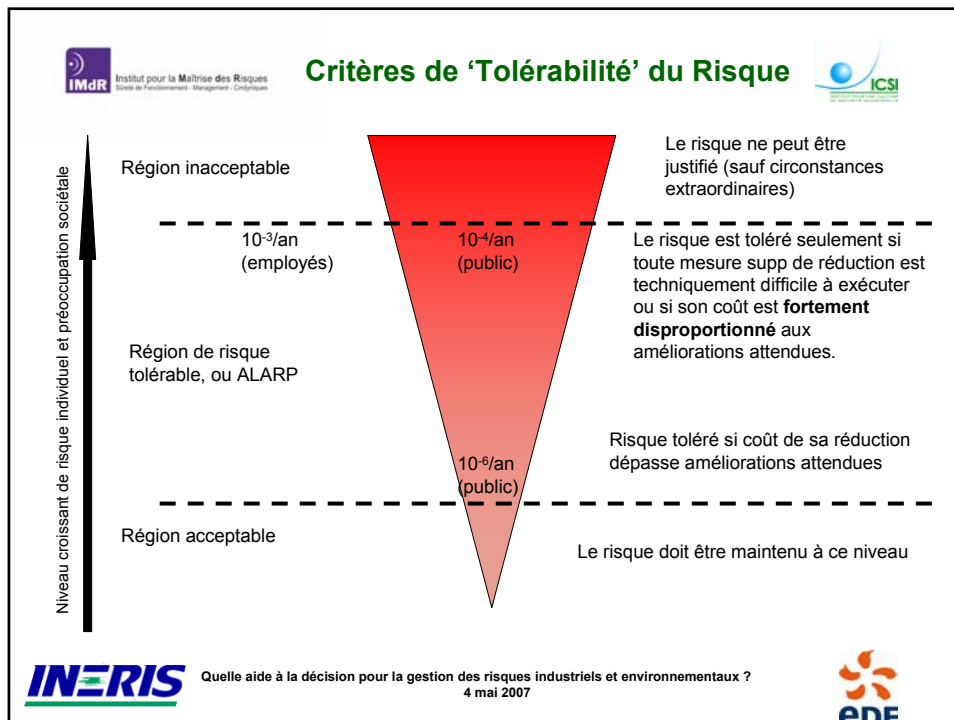 IMdR
Institut pour la Maîtrise des Risques
Sûreté de Fonctionnement - Management - Cindyniques
Critères de ‘Tolérabilité’ du Risque
ICSI
Niveau croissant de risque individuel et préoccupation sociétale
Région inacceptable
Le risque ne peut être
justifié (sauf circonstances
extraordinaires)
10⁻³/an
(employés)
10⁻⁴/an
(public)
Le risque est toléré seulement si
toute mesure supp de réduction est
techniquement difficile à exécuter
ou si son coût est fortement
disproportionné aux
améliorations attendues.
Région de risque
tolérable, ou ALARP
Risque toléré si coût de sa réduction
dépasse améliorations attendues
10⁻⁶/an
(public)
Région acceptable
Le risque doit être maintenu à ce niveau
INERIS
Quelle aide à la décision pour la gestion des risques industriels et environnementaux ?
4 mai 2007
eDF